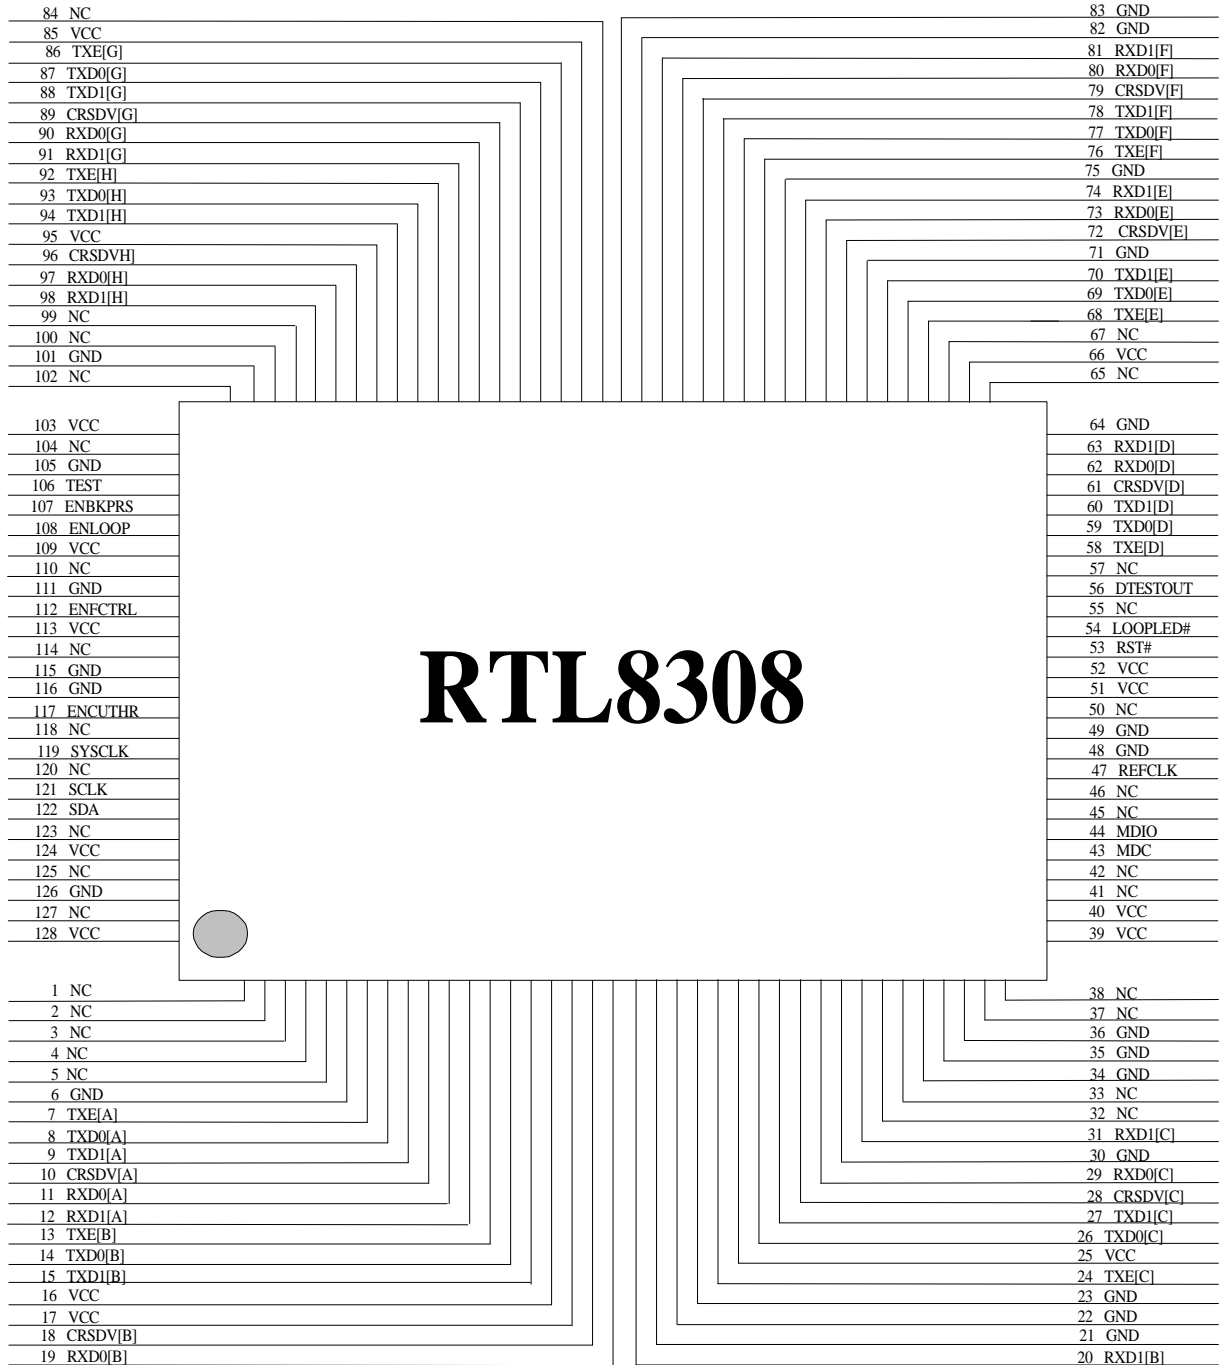 84 NC
85 VCC
86 TXE[G]
87 TXD0[G]
88 TXD1[G]
89 CRSDV[G]
90 RXD0[G]
91 RXD1[G]
92 TXE[H]
93 TXD0[H]
94 TXD1[H]
95 VCC
96 CRSDVH]
97 RXD0[H]
98 RXD1[H]
99 NC
100 NC
101 GND
102 NC
83 GND
82 GND
81 RXD1[F]
80 RXD0[F]
79 CRSDV[F]
78 TXD1[F]
77 TXD0[F]
76 TXE[F]
75 GND
74 RXD1[E]
73 RXD0[E]
72 CRSDV[E]
71 GND
70 TXD1[E]
69 TXD0[E]
68 TXE[E]
67 NC
66 VCC
65 NC
103 VCC
104 NC
105 GND
106 TEST
107 ENBKPRS
108 ENLOOP
109 VCC
110 NC
111 GND
112 ENFCTRL
113 VCC
114 NC
115 GND
116 GND
117 ENCUTHR
118 NC
119 SYSCLK
120 NC
121 SCLK
122 SDA
123 NC
124 VCC
125 NC
126 GND
127 NC
128 VCC
RTL8308
64 GND
63 RXD1[D]
62 RXD0[D]
61 CRSDV[D]
60 TXD1[D]
59 TXD0[D]
58 TXE[D]
57 NC
56 DTESTOUT
55 NC
54 LOOPLED#
53 RST#
52 VCC
51 VCC
50 NC
49 GND
48 GND
47 REFCLK
46 NC
45 NC
44 MDIO
43 MDC
42 NC
41 NC
40 VCC
39 VCC
1 NC
2 NC
3 NC
4 NC
5 NC
6 GND
7 TXE[A]
8 TXD0[A]
9 TXD1[A]
10 CRSDV[A]
11 RXD0[A]
12 RXD1[A]
13 TXE[B]
14 TXD0[B]
15 TXD1[B]
16 VCC
17 VCC
18 CRSDV[B]
19 RXD0[B]
38 NC
37 NC
36 GND
35 GND
34 GND
33 NC
32 NC
31 RXD1[C]
30 GND
29 RXD0[C]
28 CRSDV[C]
27 TXD1[C]
26 TXD0[C]
25 VCC
24 TXE[C]
23 GND
22 GND
21 GND
20 RXD1[B]